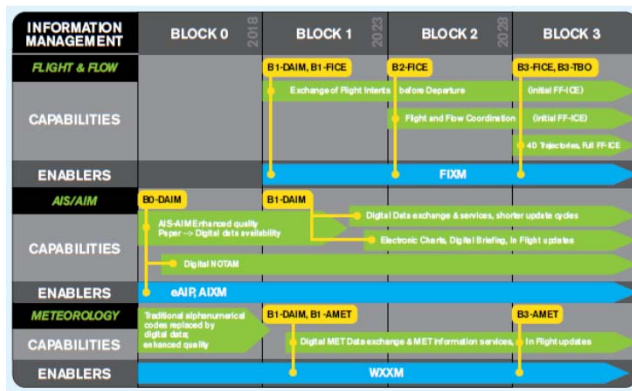 INFORMATION MANAGEMENT BLOCK 0 2018 BLOCK 1 2023 BLOCK 2 2028 BLOCK 3
FLIGHT & FLOW
B1-DAIM, B1-FICE B2-FICE B3-FICE, B3-TBO
CAPABILITIES
Exchange of Flight Intents before Departure (initial FF-ICE)
Flight and Flow Coordination (initial FF-ICE)
4D Trajectories, Full FF-ICE
ENABLERS FIXM
AIS/AIM
B0-DAIM B1-DAIM
CAPABILITIES
AIS-AIM Enhanced quality
Paper --> Digital data availability
Digital Data exchange & services, shorter update cycles
Electronic Charts, Digital Briefing, In Flight updates
Digital NOTAM
ENABLERS eAIP, AIXM
METEOROLOGY
B1-DAIM, B1-AMET B3-AMET
CAPABILITIES
Traditional alphanumerical
codes replaced by
digital data;
enhanced quality
Digital MET Data exchange & MET information services, In Flight updates
ENABLERS WXXM